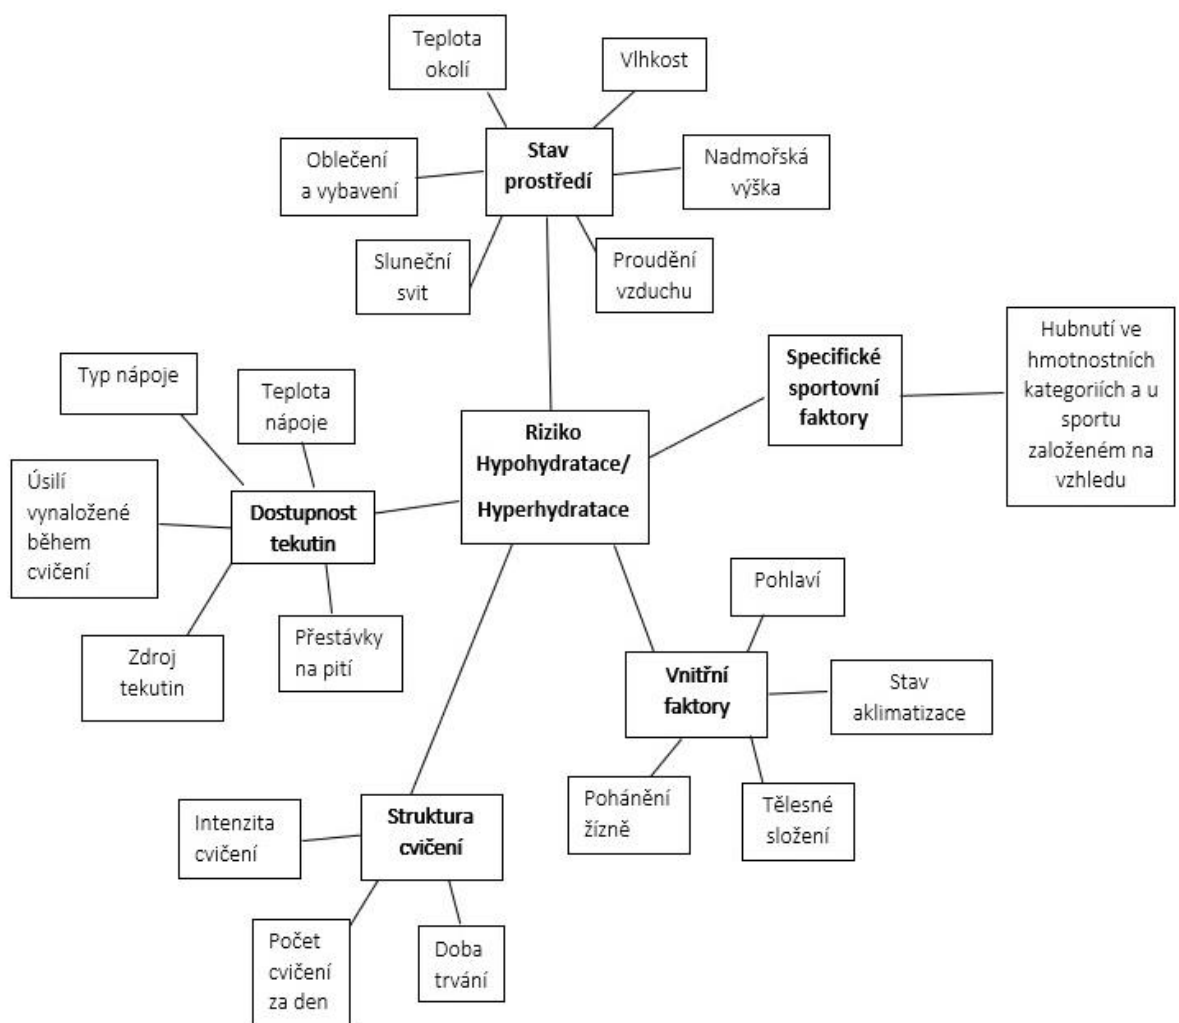 Teplota
okolí
Vlhkost
Stav
prostředí
Oblečení
a vybavení
Nadmořská
výška
Sluneční
svit
Proudění
vzduchu
Specifické
sportovní
faktory
Hubnutí ve
hmotnostních
kategoriích a u
sportu
založeném na
vzhledu
Typ nápoje
Teplota
nápoje
Riziko
Hypohydratace/
Hyperhydratace
Úsilí
vynaložené
během
cvičení
Dostupnost
tekutin
Zdroj
tekutin
Přestávky
na pití
Pohlaví
Vnitřní
faktory
Stav
aklimatizace
Pohánění
žízně
Tělesné
složení
Struktura
cvičení
Intenzita
cvičení
Počet
cvičení
za den
Doba
trvání